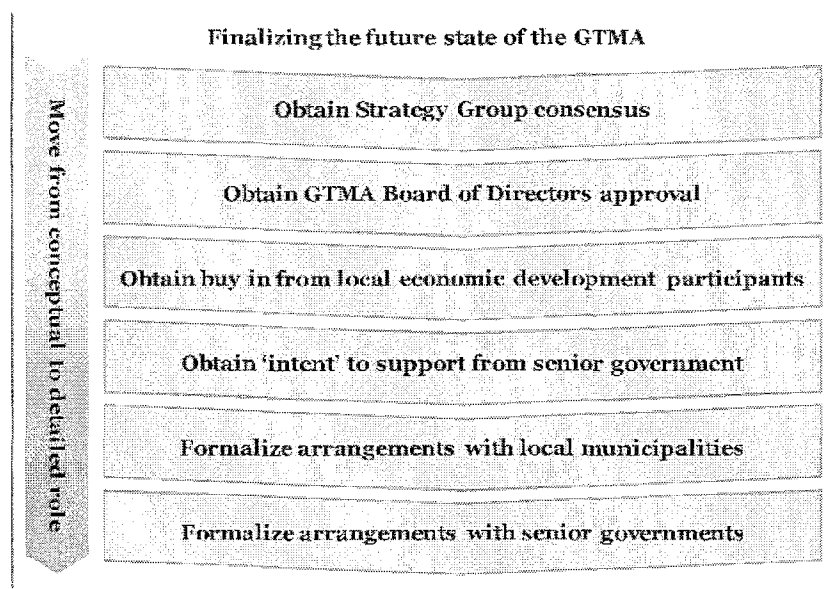 Finalizing the future state of the GTMA
Move from conceptual to detailed role
Obtain Strategy Group consensus
Obtain GTMA Board of Directors approval
Obtain buy in from local economic development participants
Obtain 'intent' to support from senior government
Formalize arrangements with local municipalities
Formalize arrangements with senior governments